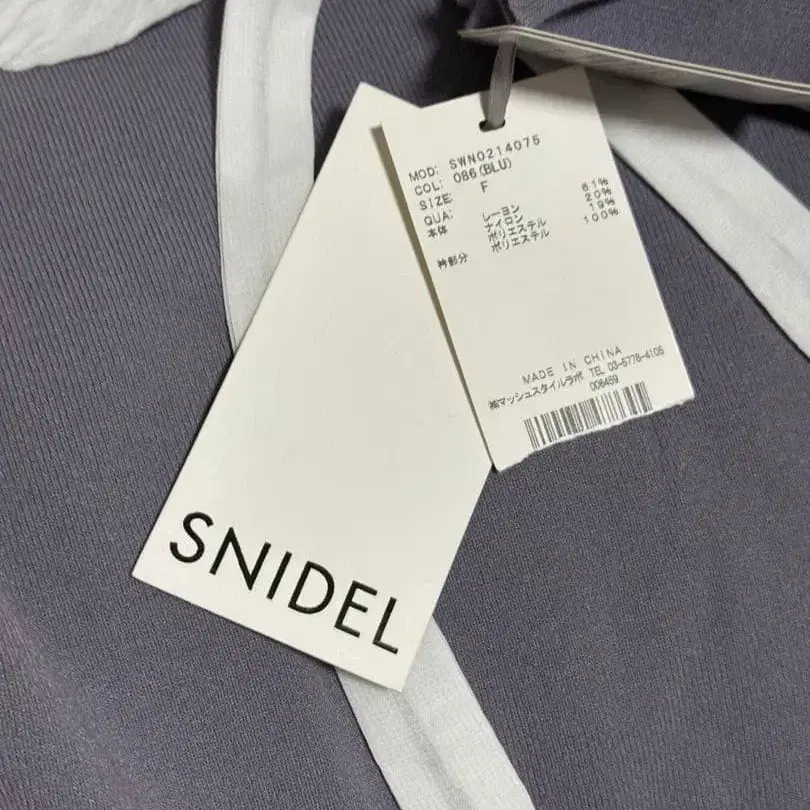 SNIDEL
MOD: SWNO214075
COL: 086(BLU)
SIZE: F
QUA:
本体 レーヨン 61%
ナイロン 20%
ポリエステル 19%
衿部分 ポリエステル 100%
MADE IN CHINA
㈱マッシュスタイルラボ TEL 03-5778-4105
006459